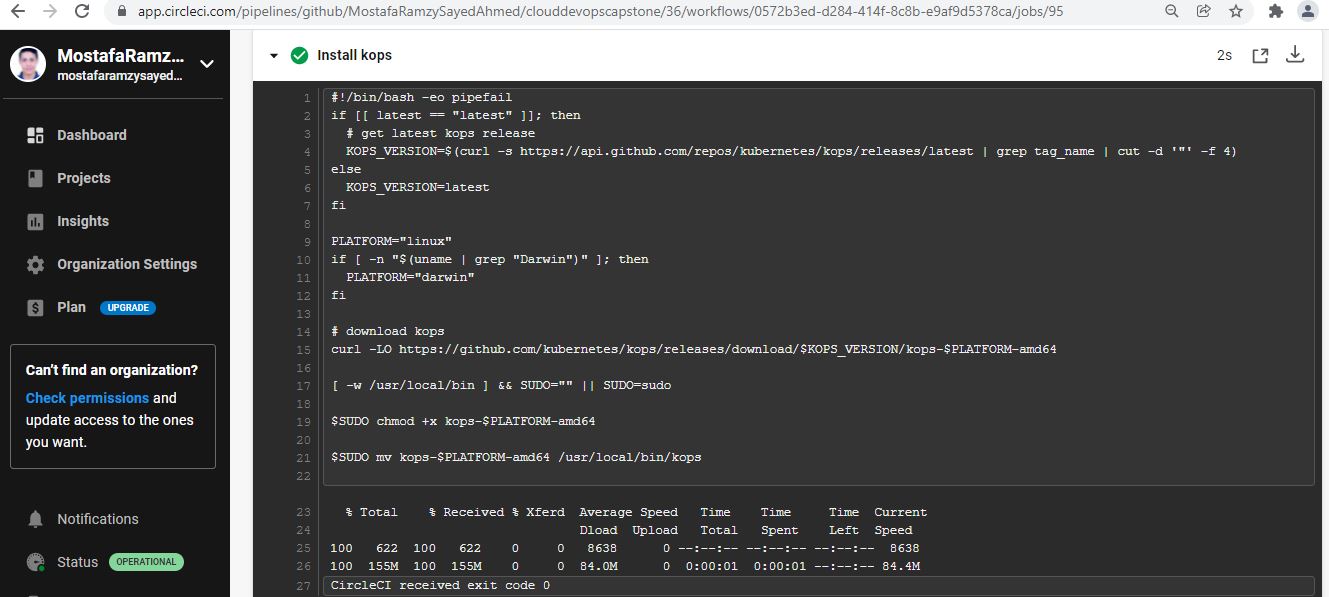 app.circleci.com/pipelines/github/MostafaRamzySayedAhmed/clouddevopscapstone/36/workflows/0572b3ed-d284-414f-8c8b-e9af9d5378ca/jobs/95
MostafaRamz...
mostafaramzysayed...
Dashboard
Projects
Insights
Organization Settings
Plan UPGRADE
Can't find an organization?
Check permissions and
update access to the ones
you want.
Notifications
Status OPERATIONAL
Install kops 2s
1 #!/bin/bash -eo pipefail
2 if [[ latest == "latest" ]]; then
3   # get latest kops release
4   KOPS_VERSION=$(curl -s https://api.github.com/repos/kubernetes/kops/releases/latest | grep tag_name | cut -d '"' -f 4)
5 else
6   KOPS_VERSION=latest
7 fi
8
9 PLATFORM="linux"
10 if [ -n "$(uname | grep "Darwin")" ]; then
11   PLATFORM="darwin"
12 fi
13
14 # download kops
15 curl -LO https://github.com/kubernetes/kops/releases/download/$KOPS_VERSION/kops-$PLATFORM-amd64
16
17 [ -w /usr/local/bin ] && SUDO="" || SUDO=sudo
18
19 $SUDO chmod +x kops-$PLATFORM-amd64
20
21 $SUDO mv kops-$PLATFORM-amd64 /usr/local/bin/kops
22
23   % Total    % Received % Xferd  Average Speed   Time    Time     Time  Current
24                                  Dload  Upload   Total   Spent    Left  Speed
25 100   622  100   622    0     0   8638      0 --:--:-- --:--:-- --:--:--  8638
26 100  155M  100  155M    0     0  84.0M      0  0:00:01  0:00:01 --:--:-- 84.4M
27 CircleCI received exit code 0